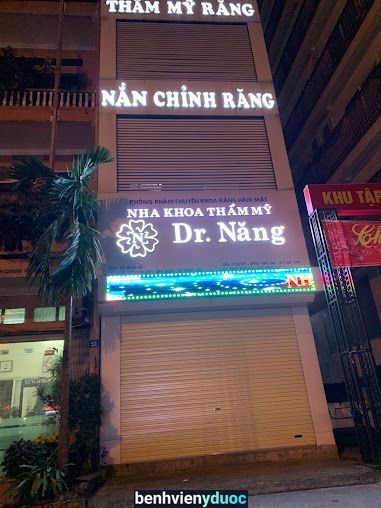 THẨM MỸ RĂNG
NẮN CHỈNH RĂNG
PHÒNG KHÁM CHUYÊN KHOA RĂNG HÀM MẶT
NHA KHOA THẨM MỸ
N
Dr. Năng
NH
KHU TẬP
benhvienyduoc